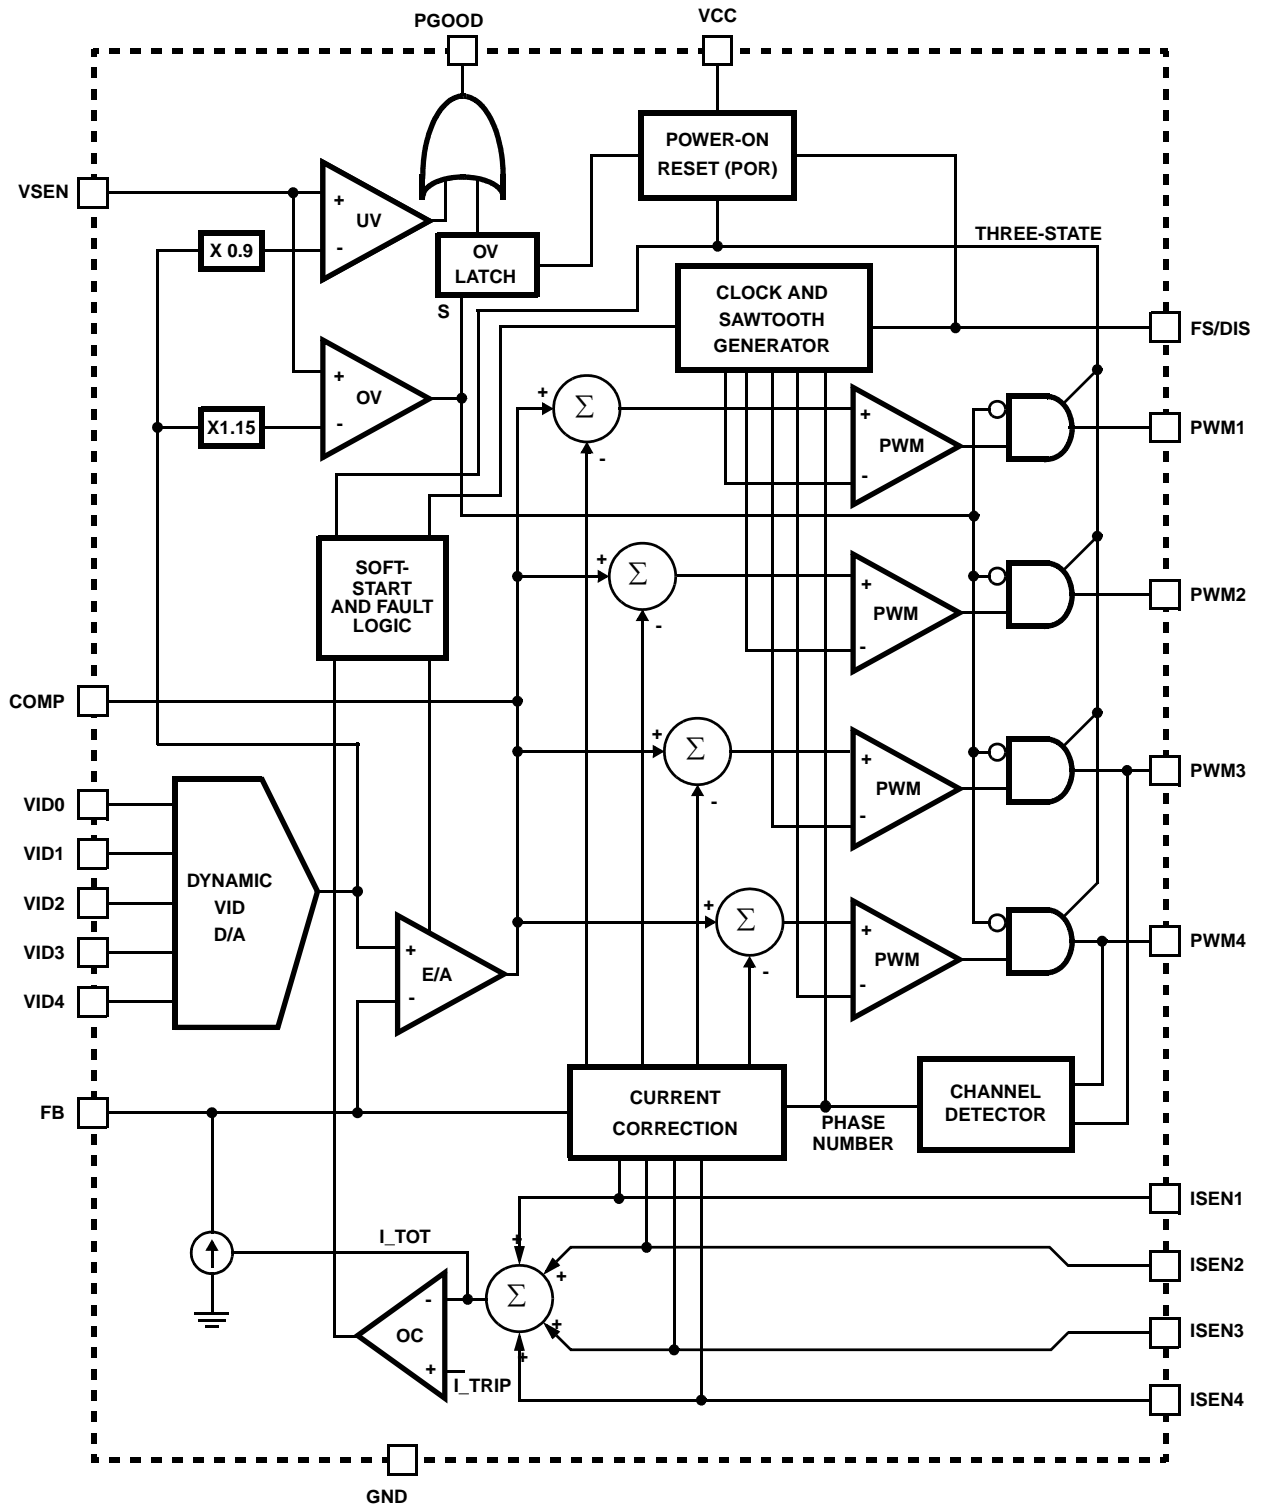 PGOOD
VCC
POWER-ON
RESET (POR)
VSEN
+
UV
-
X 0.9
OV
LATCH
S
THREE-STATE
CLOCK AND
SAWTOOTH
GENERATOR
FS/DIS
+
OV
-
X1.15
+
Σ
-
+
PWM
-
PWM1
SOFT-
START
AND FAULT
LOGIC
+
Σ
-
+
PWM
-
PWM2
COMP
+
Σ
-
+
PWM
-
PWM3
VID0
VID1
VID2
VID3
VID4
DYNAMIC
VID
D/A
+
E/A
-
+
Σ
-
+
PWM
-
PWM4
FB
CURRENT
CORRECTION
PHASE
NUMBER
CHANNEL
DETECTOR
ISEN1
I_TOT
+
+
Σ
+
+
ISEN2
-
OC
+
I_TRIP
ISEN3
ISEN4
GND